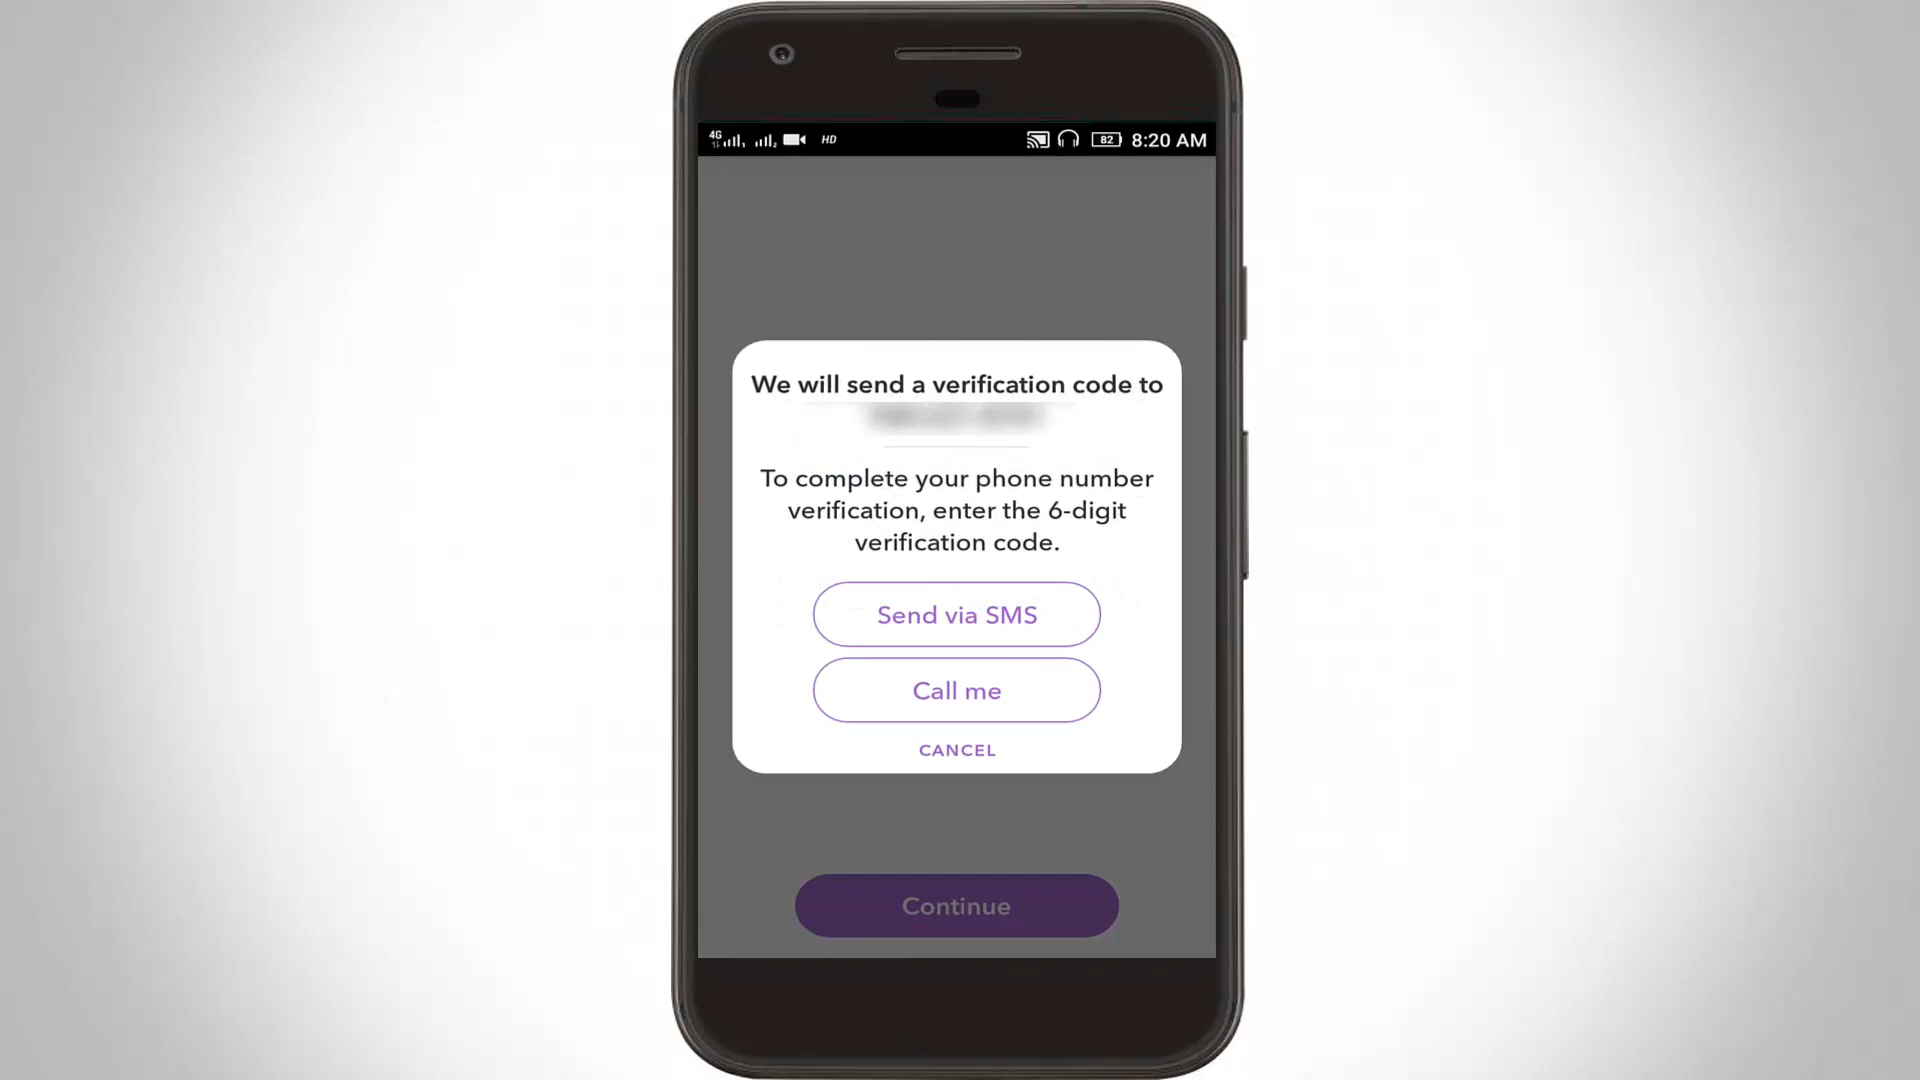 4G HD 82 8:20 AM
We will send a verification code to
To complete your phone number
verification, enter the 6-digit
verification code.
Send via SMS
Call me
CANCEL
Continue